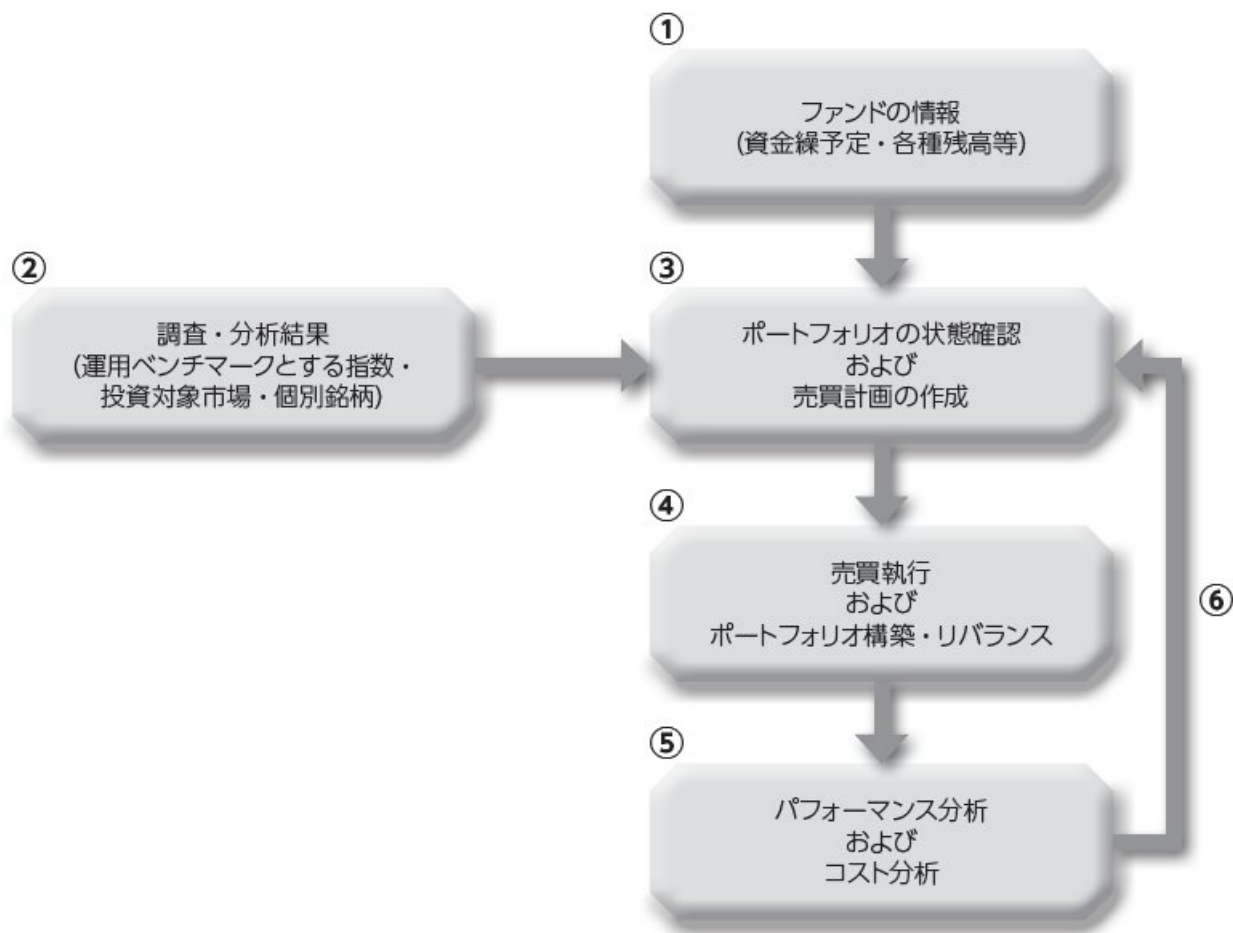 ①
ファンドの情報
(資金繰予定・各種残高等)
②
調査・分析結果
(運用ベンチマークとする指数・
投資対象市場・個別銘柄)
③
ポートフォリオの状態確認
および
売買計画の作成
④
売買執行
および
ポートフォリオ構築・リバランス
⑤
パフォーマンス分析
および
コスト分析
⑥